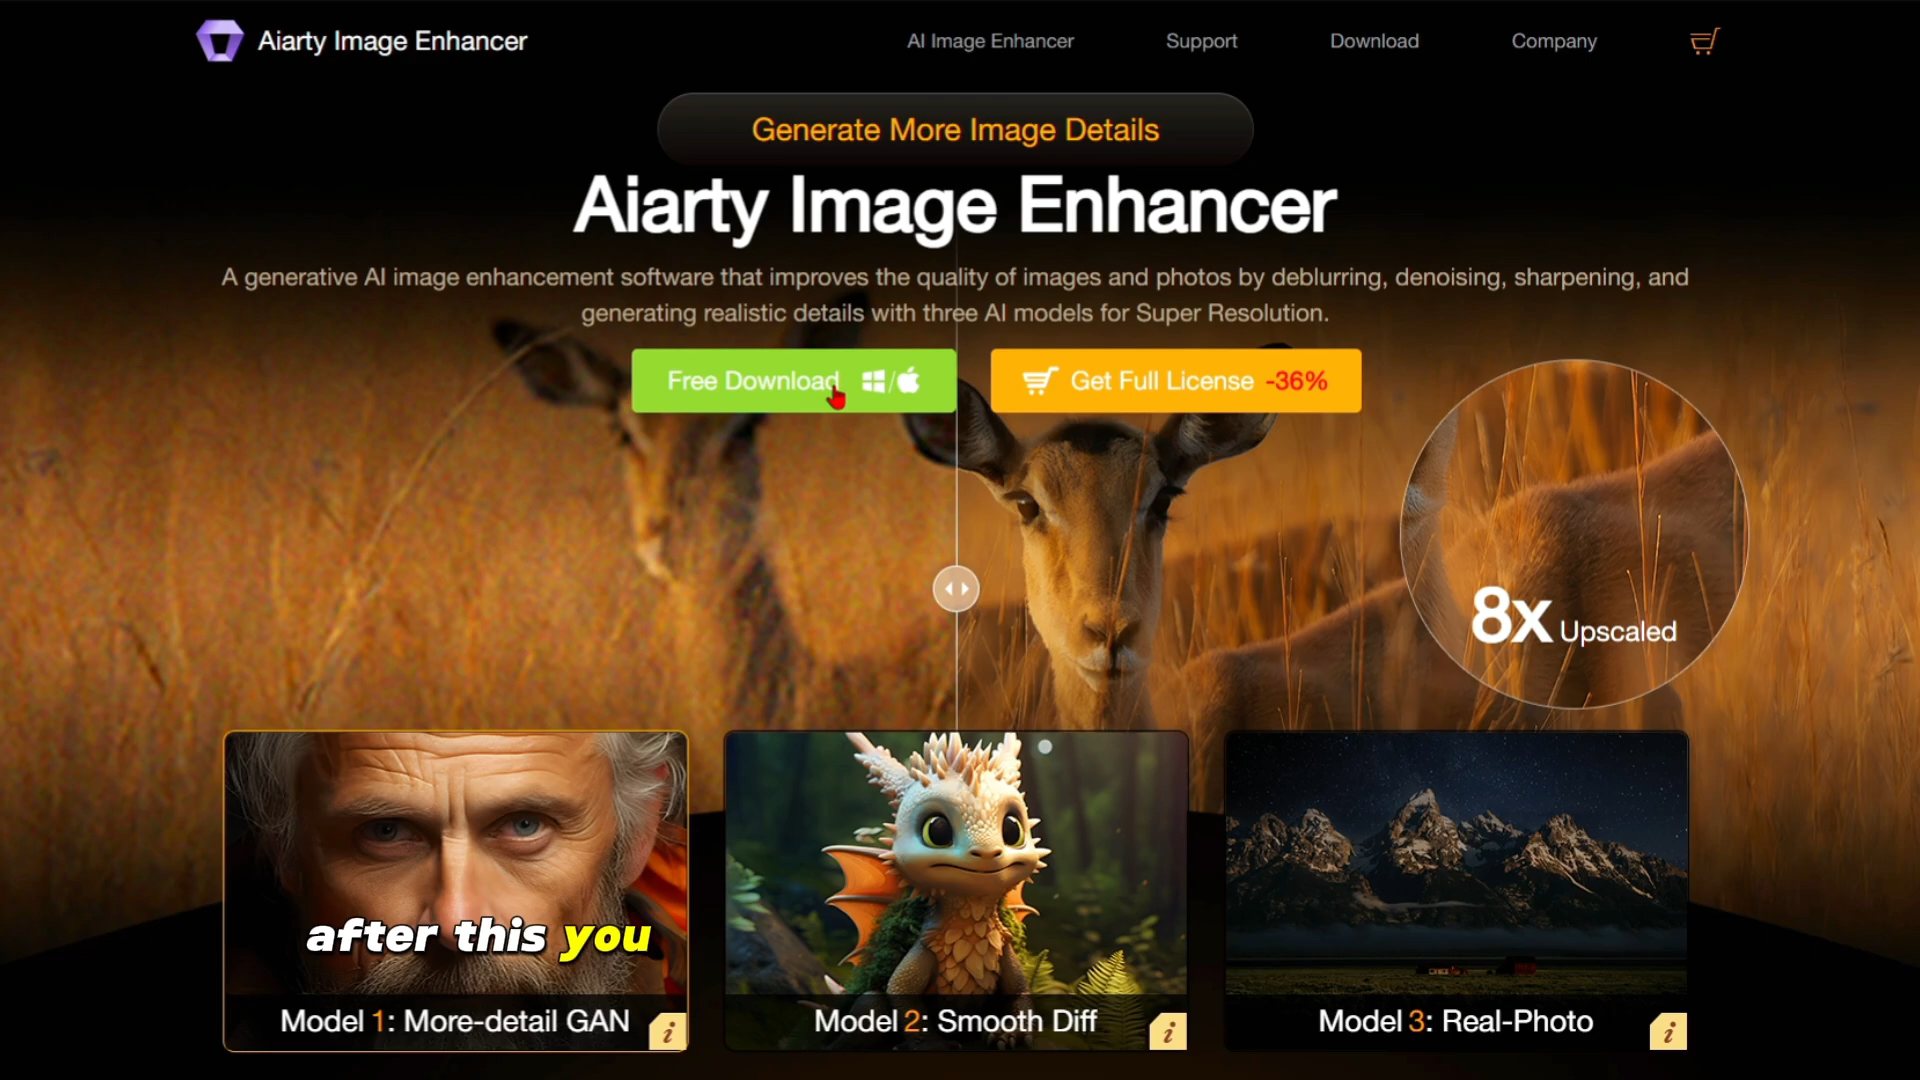 Aiarty Image Enhancer
AI Image Enhancer
Support
Download
Company
Generate More Image Details
Aiarty Image Enhancer
A generative AI image enhancement software that improves the quality of images and photos by deblurring, denoising, sharpening, and
generating realistic details with three AI models for Super Resolution.
Free Download /
Get Full License -36%
8x Upscaled
after this you
Model 1: More-detail GAN
i
Model 2: Smooth Diff
i
Model 3: Real-Photo
i